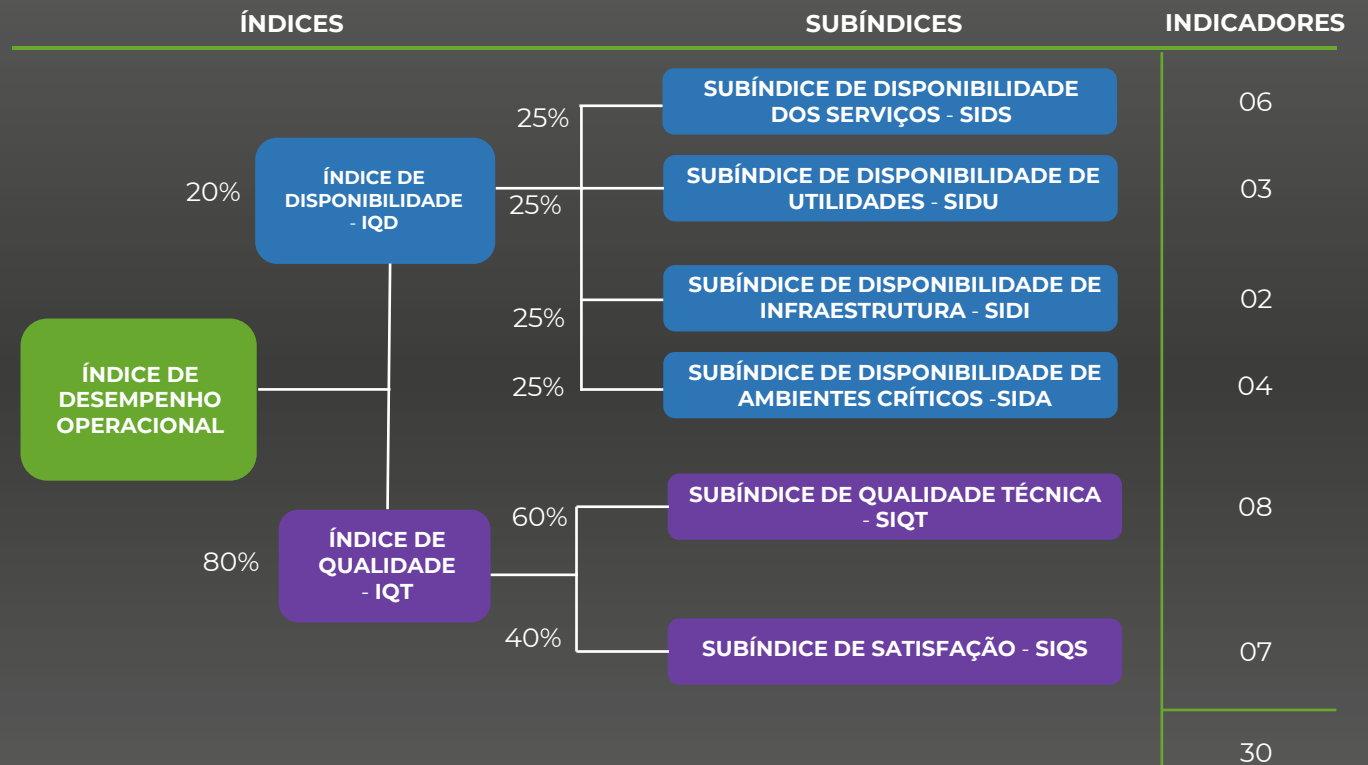 ÍNDICES
SUBÍNDICES
INDICADORES
20%
ÍNDICE DE
DISPONIBILIDADE
- IQD
25%
SUBÍNDICE DE DISPONIBILIDADE
DOS SERVIÇOS - SIDS
06
25%
SUBÍNDICE DE DISPONIBILIDADE DE
UTILIDADES - SIDU
03
25%
SUBÍNDICE DE DISPONIBILIDADE DE
INFRAESTRUTURA - SIDI
02
25%
SUBÍNDICE DE DISPONIBILIDADE DE
AMBIENTES CRÍTICOS -SIDA
04
ÍNDICE DE
DESEMPENHO
OPERACIONAL
80%
ÍNDICE DE
QUALIDADE
- IQT
60%
SUBÍNDICE DE QUALIDADE TÉCNICA
- SIQT
08
40%
SUBÍNDICE DE SATISFAÇÃO - SIQS
07
30